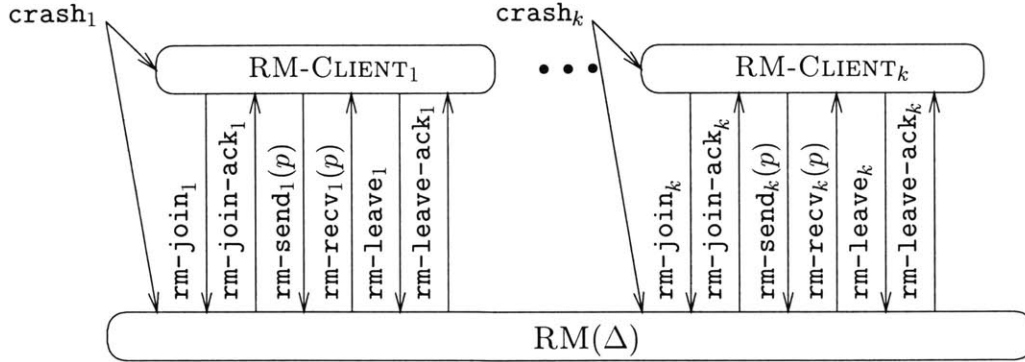 crash₁
crashₖ
RM-CLIENT₁
• • •
RM-CLIENTₖ
rm-join₁
rm-join-ack₁
rm-send₁(p)
rm-recv₁(p)
rm-leave₁
rm-leave-ack₁
rm-joinₖ
rm-join-ackₖ
rm-sendₖ(p)
rm-recvₖ(p)
rm-leaveₖ
rm-leave-ackₖ
RM(Δ)